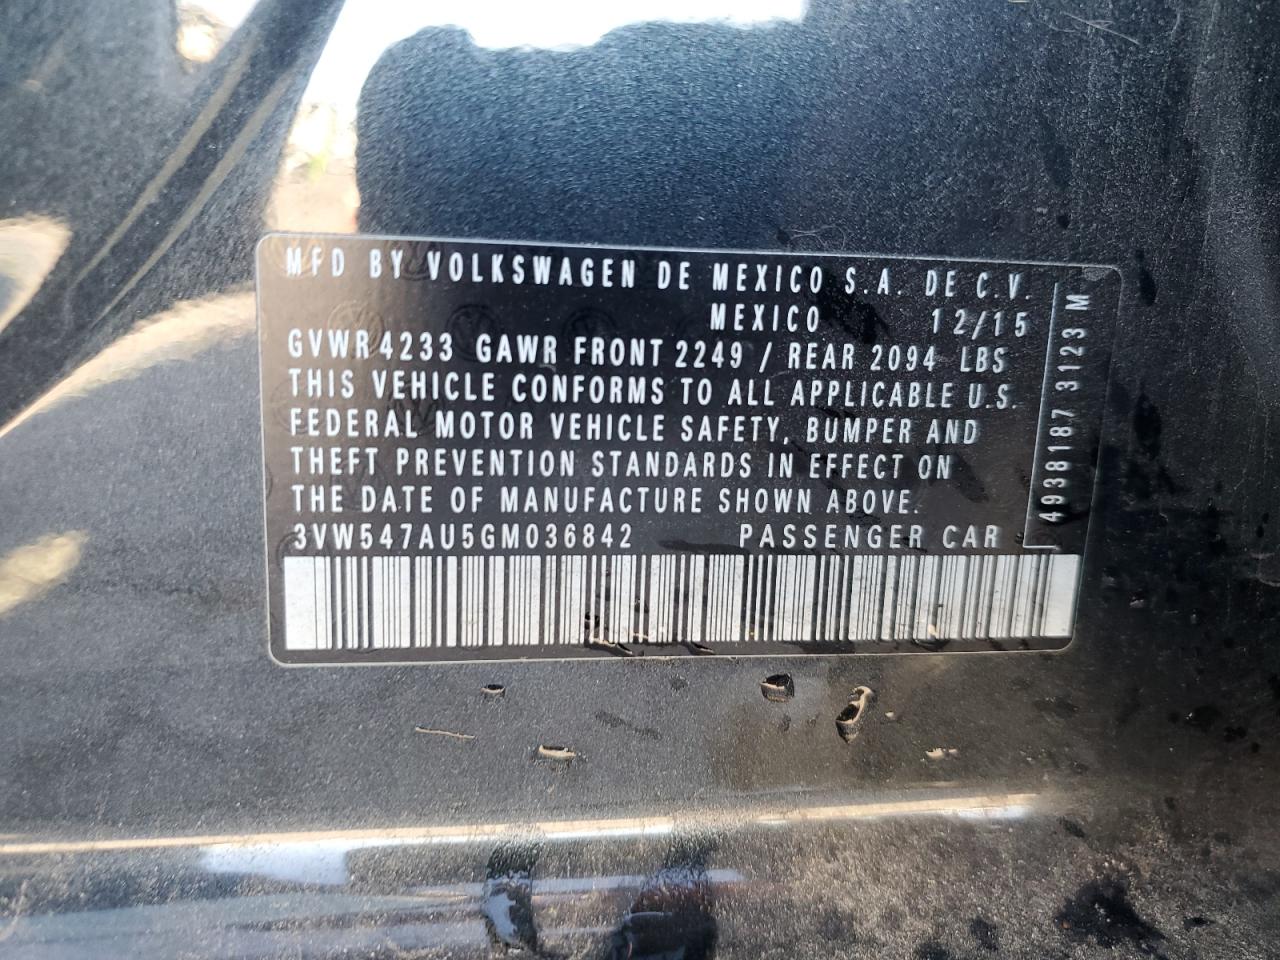 MFD BY VOLKSWAGEN DE MEXICO S.A. DE C.V.
MEXICO 12/15
GVWR 4233 GAWR FRONT 2249 / REAR 2094 LBS
THIS VEHICLE CONFORMS TO ALL APPLICABLE U.S.
FEDERAL MOTOR VEHICLE SAFETY, BUMPER AND
THEFT PREVENTION STANDARDS IN EFFECT ON
THE DATE OF MANUFACTURE SHOWN ABOVE.
3VW547AU5GM036842 PASSENGER CAR
4938187 3123 M